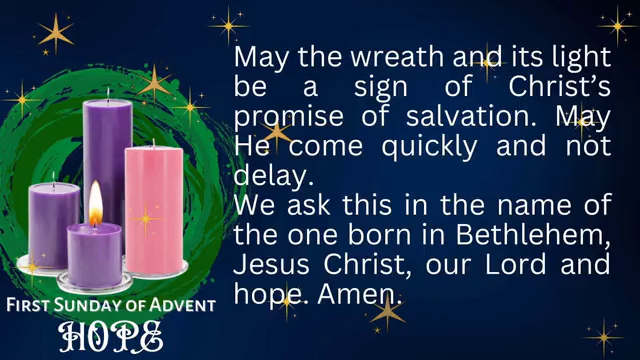 May the wreath and its light
be a sign of Christ's
promise of salvation. May
He come quickly and not
delay.
We ask this in the name of
the one born in Bethlehem,
Jesus Christ, our Lord and
hope. Amen.
First Sunday of Advent
HOPE